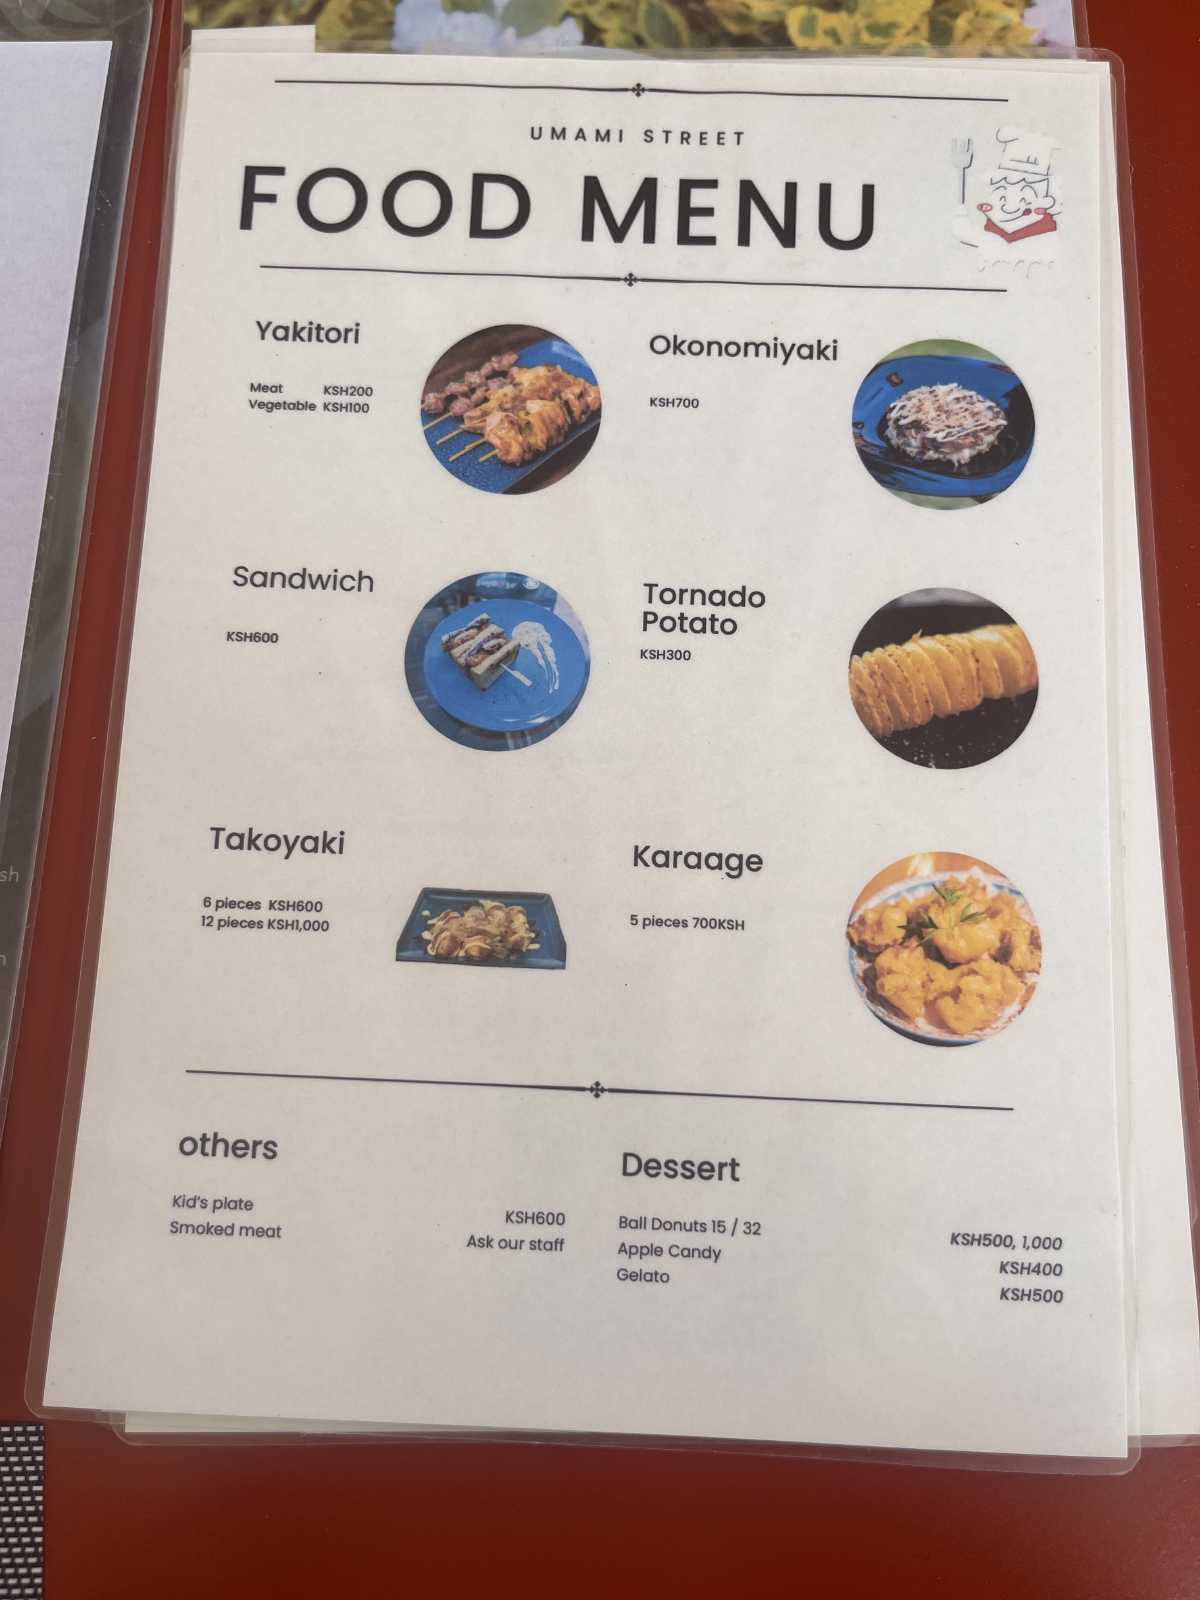 UMAMI STREET
FOOD MENU
Yakitori
Meat KSH200
Vegetable KSH100
Okonomiyaki
KSH700
Sandwich
KSH600
Tornado
Potato
KSH300
Takoyaki
6 pieces KSH600
12 pieces KSH1,000
Karaage
5 pieces 700KSH
others
Kid's plate KSH600
Smoked meat Ask our staff
Dessert
Ball Donuts 15 / 32 KSH500, 1,000
Apple Candy KSH400
Gelato KSH500
sh